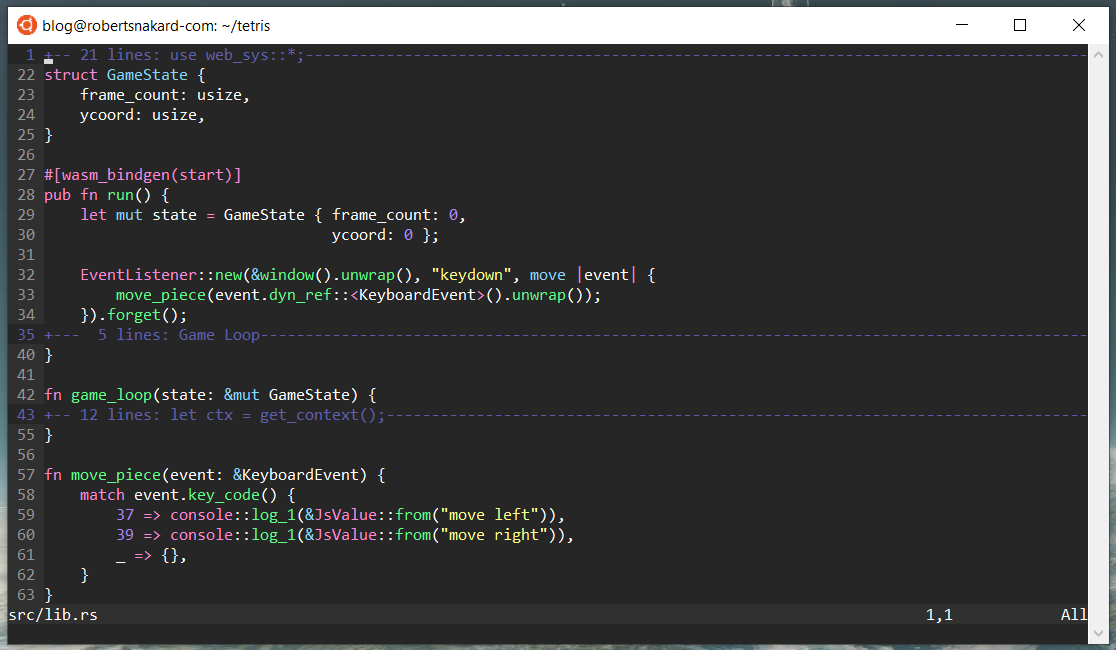 blog@robertsnakard-com: ~/tetris
1 +-- 21 lines: use web_sys::*;---------------------------------------------------------------------------------------
22 struct GameState {
23     frame_count: usize,
24     ycoord: usize,
25 }
26
27 #[wasm_bindgen(start)]
28 pub fn run() {
29     let mut state = GameState { frame_count: 0,
30                                 ycoord: 0 };
31
32     EventListener::new(&window().unwrap(), "keydown", move |event| {
33         move_piece(event.dyn_ref::<KeyboardEvent>().unwrap());
34     }).forget();
35 +---  5 lines: Game Loop--------------------------------------------------------------------------------------------
40 }
41
42 fn game_loop(state: &mut GameState) {
43 +-- 12 lines: let ctx = get_context();------------------------------------------------------------------------------
55 }
56
57 fn move_piece(event: &KeyboardEvent) {
58     match event.key_code() {
59         37 => console::log_1(&JsValue::from("move left")),
60         39 => console::log_1(&JsValue::from("move right")),
61         _ => {},
62     }
63 }
src/lib.rs 1,1 All